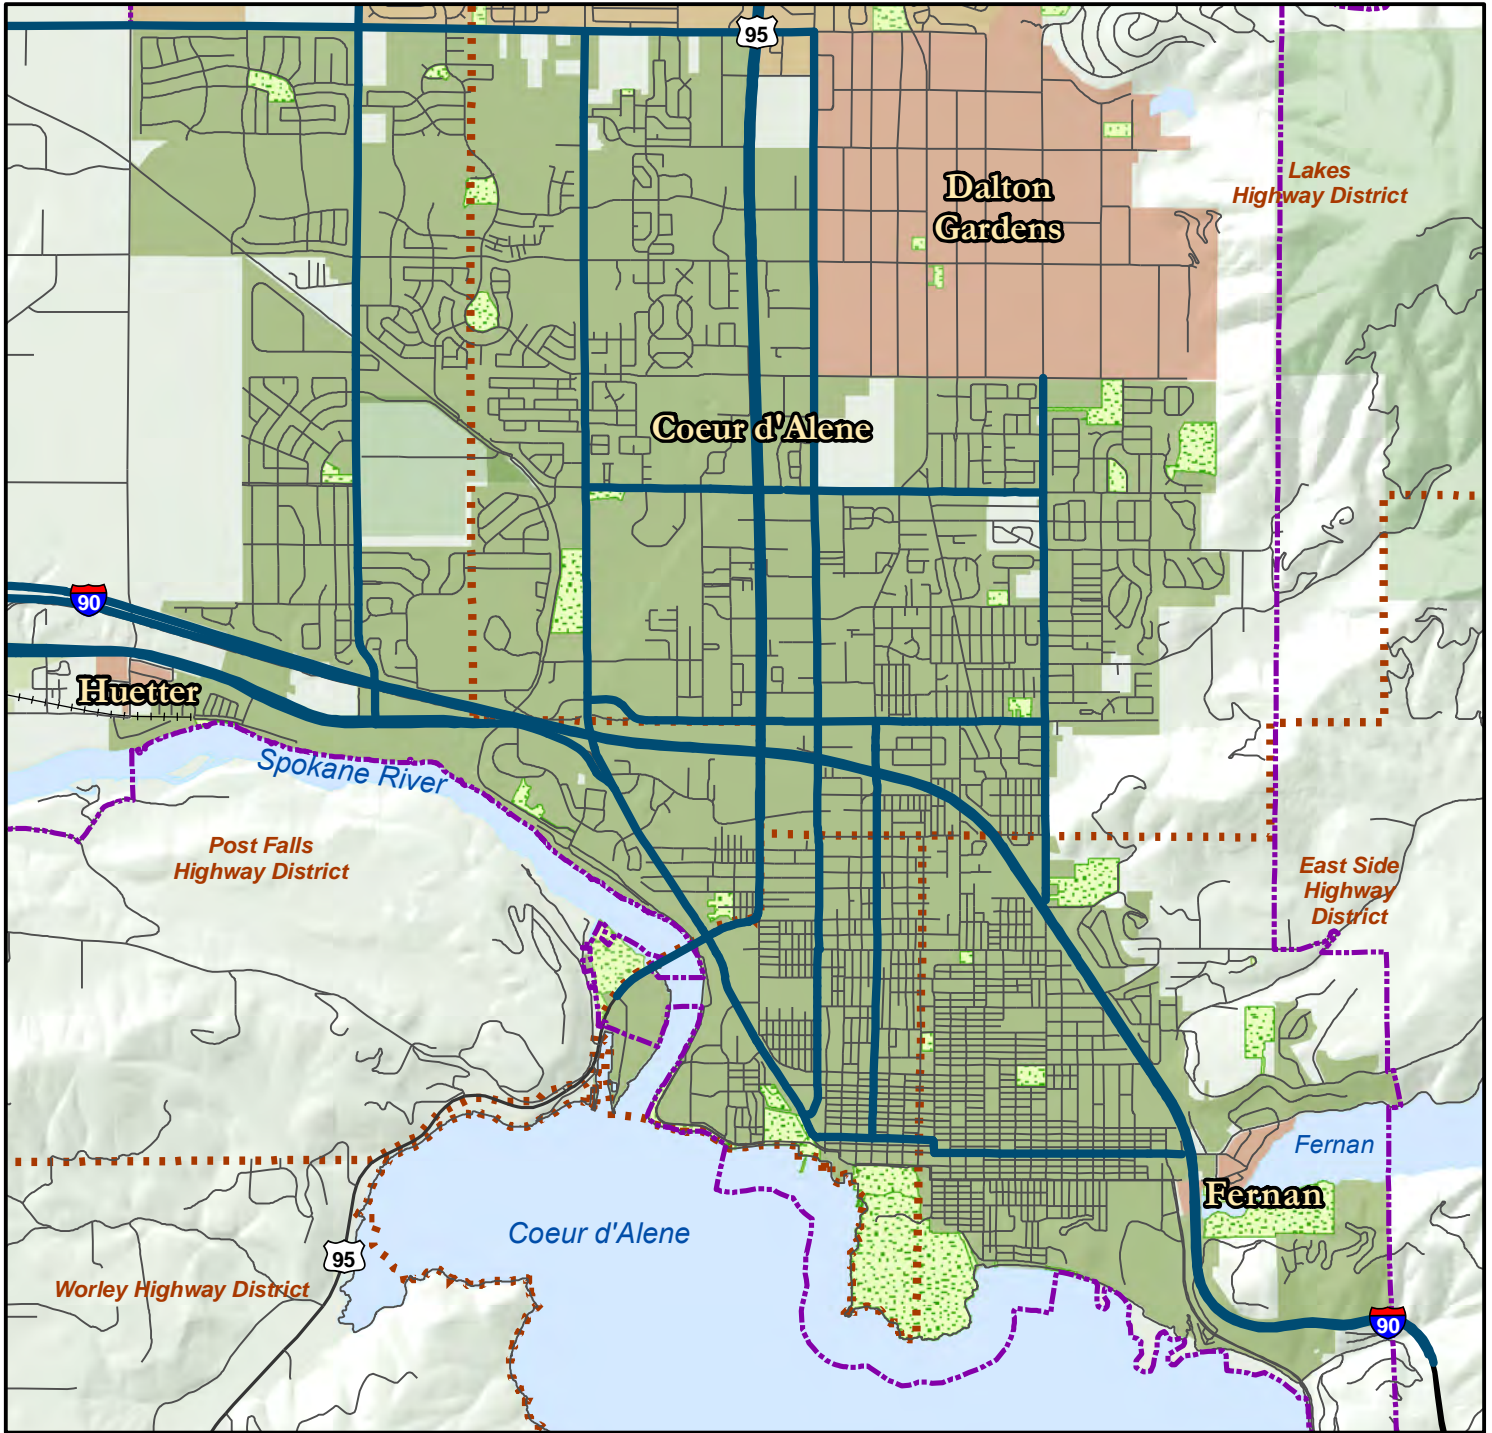 95
Lakes
Highway District
Dalton
Gardens
Coeur d'Alene
90
Huetter
Spokane River
Post Falls
Highway District
East Side
Highway
District
Fernan
Fernan
Coeur d'Alene
95
Worley Highway District
90